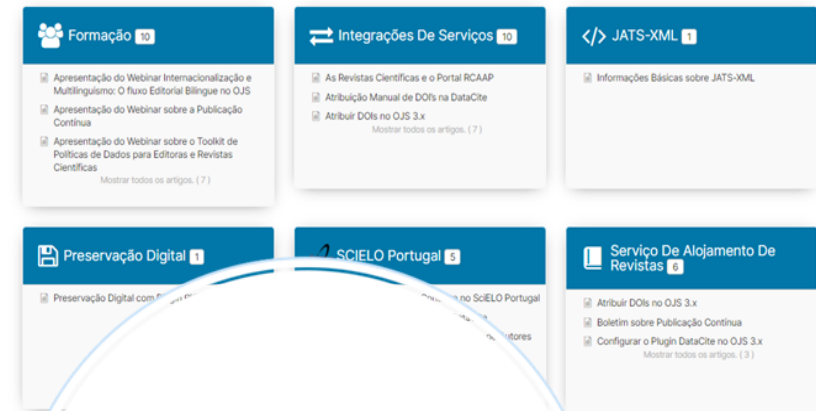 Formação 10
Apresentação do Webinar Internacionalização e
Multilinguismo: O fluxo Editorial Bilingue no OJS
Apresentação do Webinar sobre a Publicação
Contínua
Apresentação do Webinar sobre o Toolkit de
Políticas de Dados para Editoras e Revistas
Científicas
Mostrar todos os artigos. ( 7 )
Integrações De Serviços 10
As Revistas Científicas e o Portal RCAAP
Atribuição Manual de DOI's na DataCite
Atribuir DOIs no OJS 3.x
Mostrar todos os artigos. ( 7 )
</> JATS-XML 1
Informações Básicas sobre JATS-XML
Preservação Digital 1
Preservação Digital com
SCIELO Portugal 5
no SciELO Portugal
Serviço De Alojamento De
Revistas 6
Atribuir DOIs no OJS 3.x
Boletim sobre Publicação Contínua
Configurar o Plugin DataCite no OJS 3.x
Mostrar todos os artigos. ( 3 )